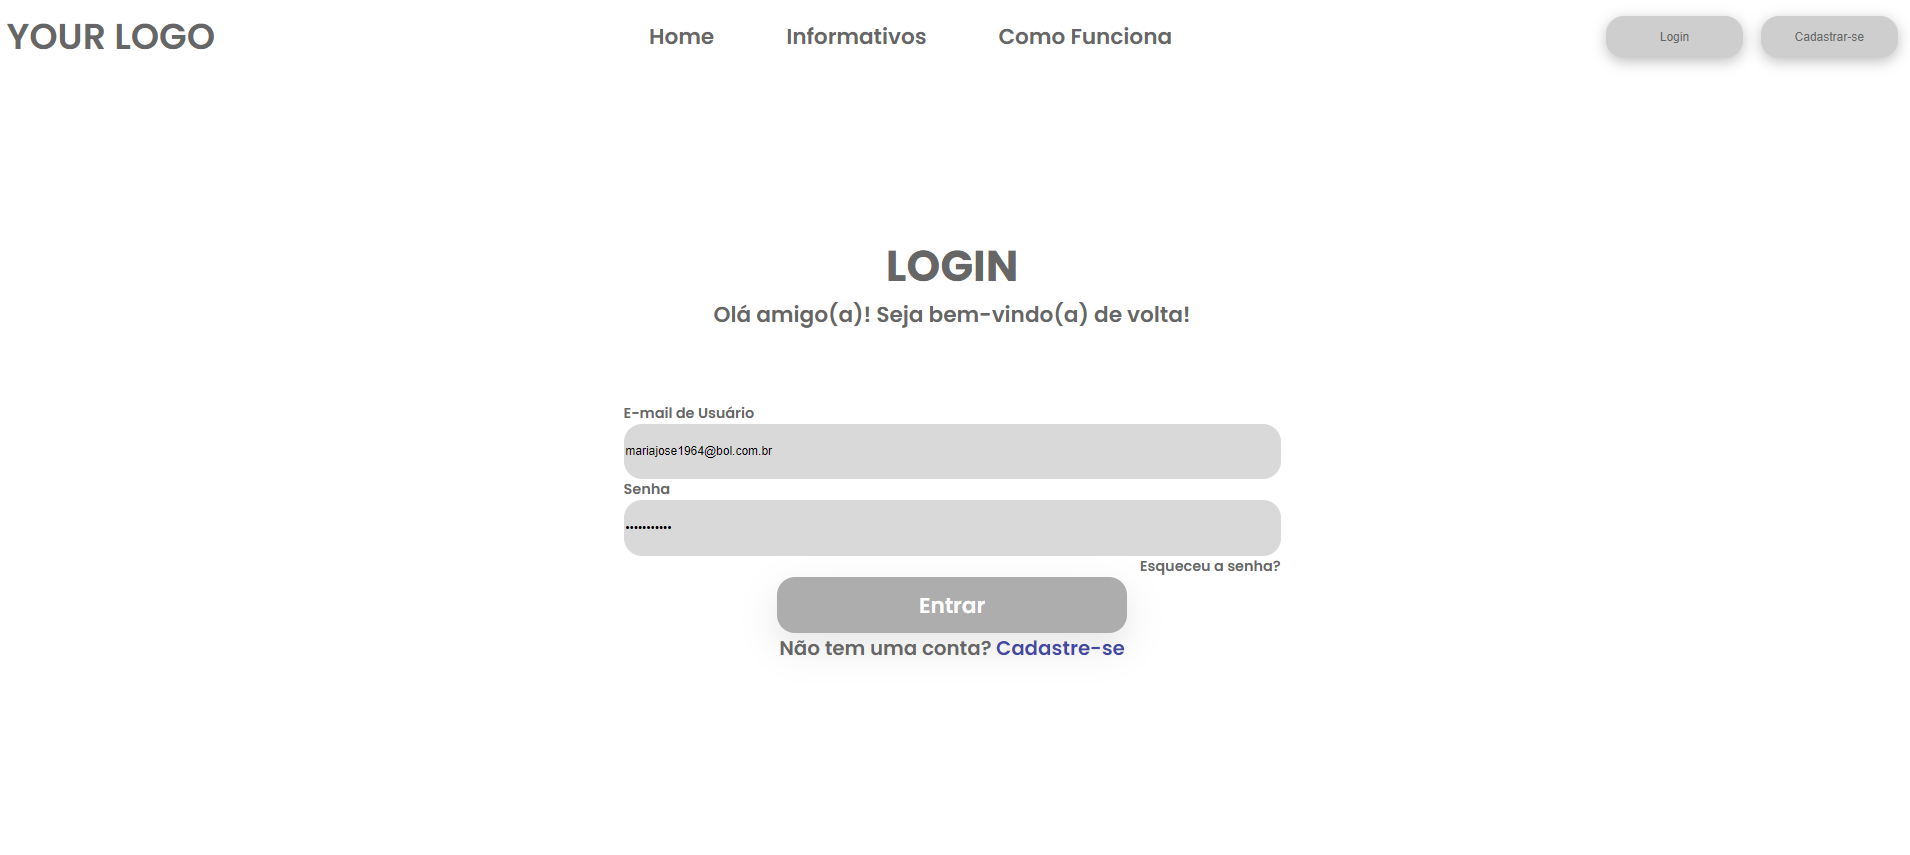 YOUR LOGO
Home Informativos Como Funciona
Login Cadastrar-se
LOGIN
Olá amigo(a)! Seja bem-vindo(a) de volta!
E-mail de Usuário
mariajose1964@bol.com.br
Senha
•••••••••••
Esqueceu a senha?
Entrar
Não tem uma conta? Cadastre-se